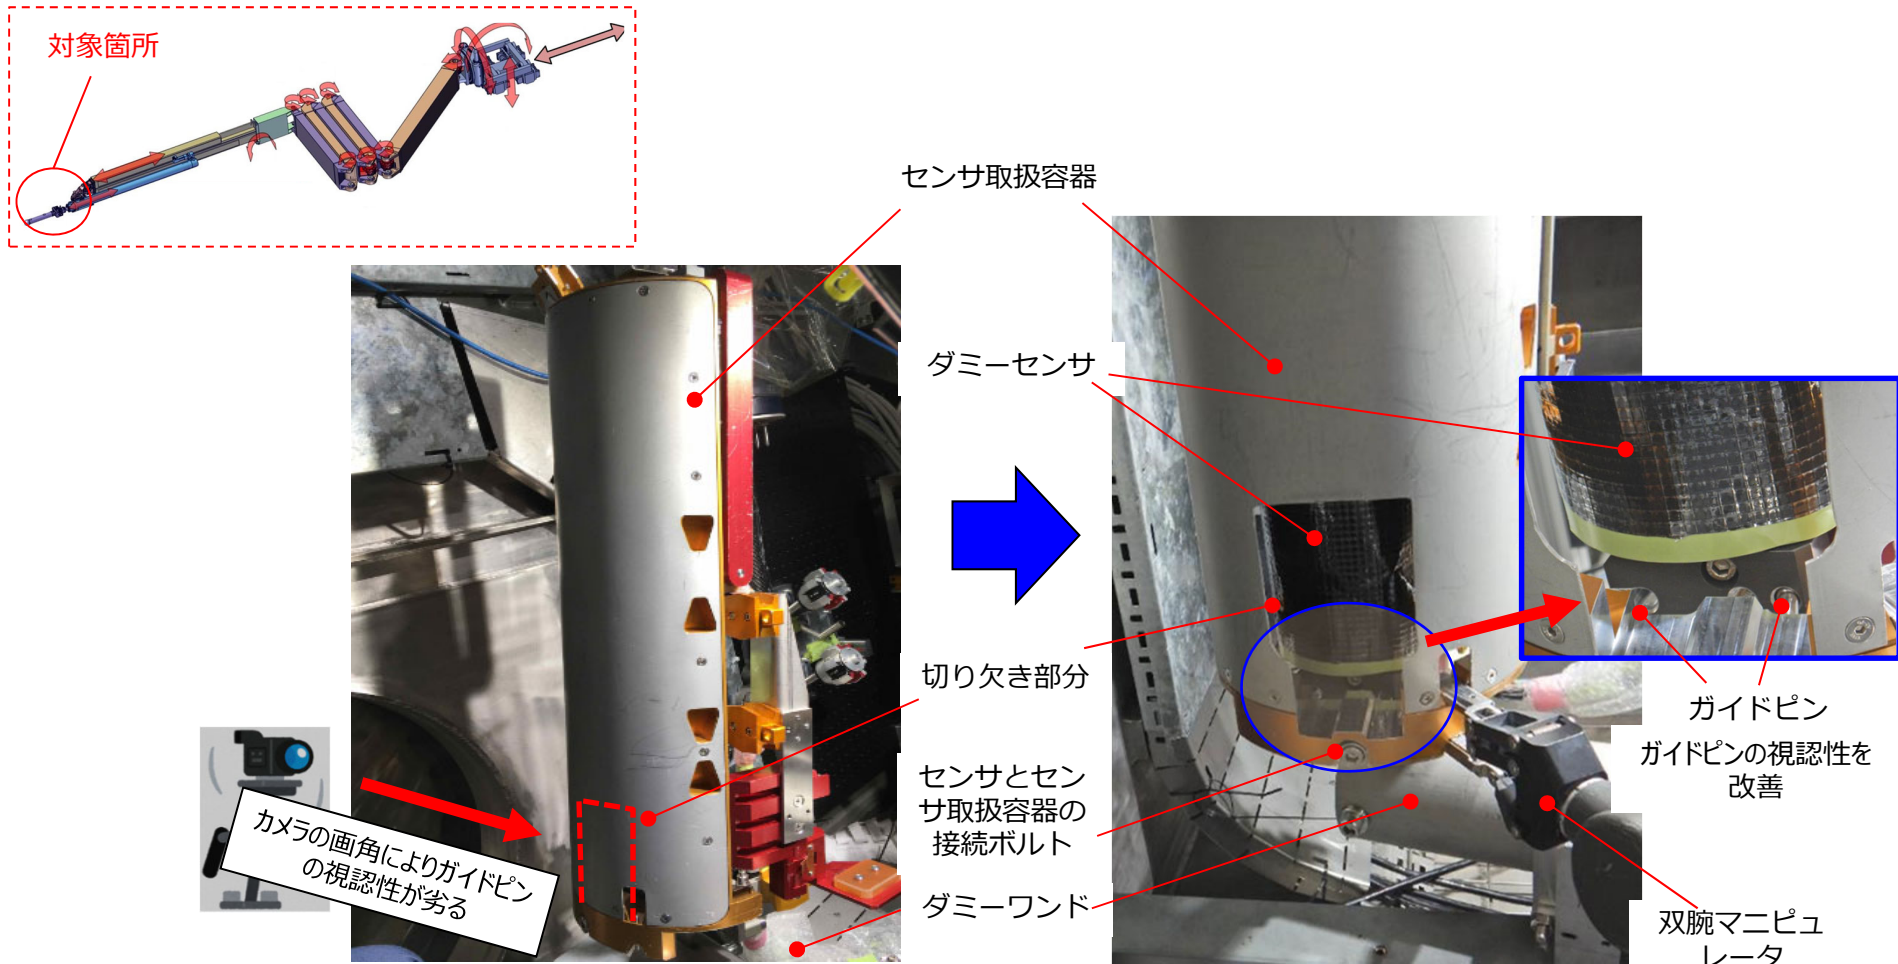 対象箇所
センサ取扱容器
ダミーセンサ
切り欠き部分
センサとセン
サ取扱容器の
接続ボルト
ダミーワンド
カメラの画角によりガイドピン
の視認性が劣る
ガイドピン
ガイドピンの視認性を
改善
双腕マニピュ
レータ